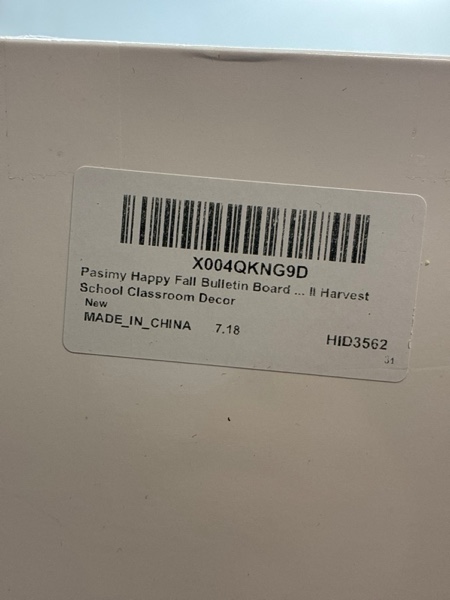 X004QKNG9D
Pasimy Happy Fall Bulletin Board ... ll Harvest
School Classroom Decor
New
MADE_IN_CHINA 7.18
HID3562
31